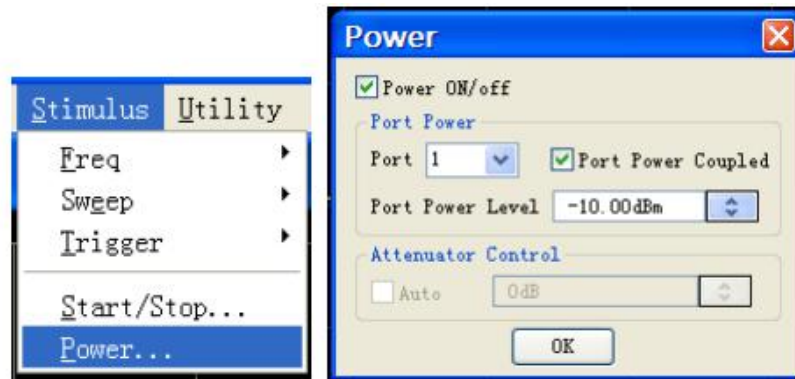 Stimulus Utility
Freq
Sweep
Trigger
Start/Stop...
Power...
Power
Power ON/off
Port Power
Port 1 Port Power Coupled
Port Power Level -10.00dBm
Attenuator Control
Auto 0dB
OK